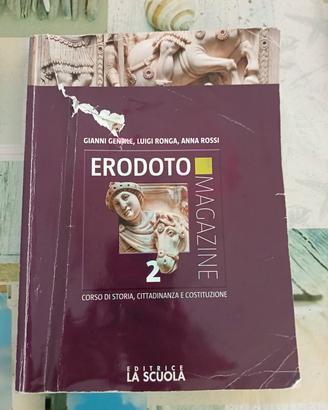 GIANNI GENTILE, LUIGI RONGA, ANNA ROSSI
ERODOTO
MAGAZINE
2
CORSO DI STORIA, CITTADINANZA E COSTITUZIONE
EDITRICE
LA SCUOLA